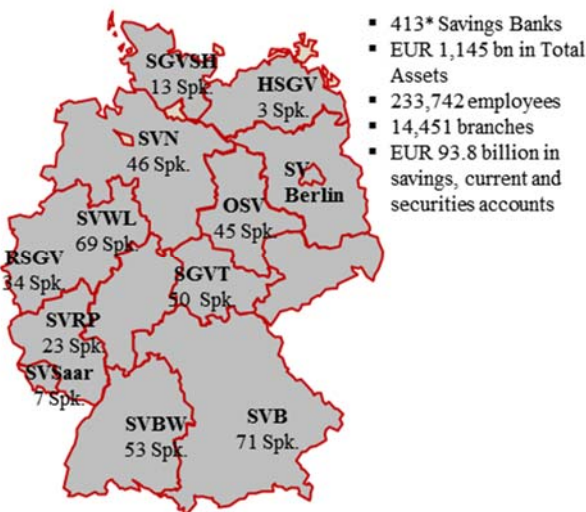 SGVSH
13 Spk.
HSGV
3 Spk.
SVN
46 Spk.
SV
Berlin
OSV
45 Spk.
SVWL
69 Spk.
RSGV
34 Spk.
SGVT
50 Spk.
SVRP
23 Spk
SVSaar
7 Spk.
SVBW
53 Spk.
SVB
71 Spk.
▪ 413* Savings Banks
▪ EUR 1,145 bn in Total
Assets
▪ 233,742 employees
▪ 14,451 branches
▪ EUR 93.8 billion in
savings, current and
securities accounts